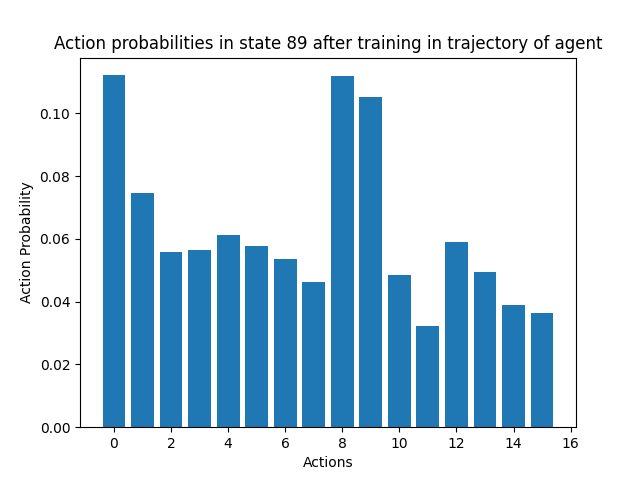 Action probabilities in state 89 after training in trajectory of agent
Action Probability
0.10
0.08
0.06
0.04
0.02
0.00
0 2 4 6 8 10 12 14 16
Actions